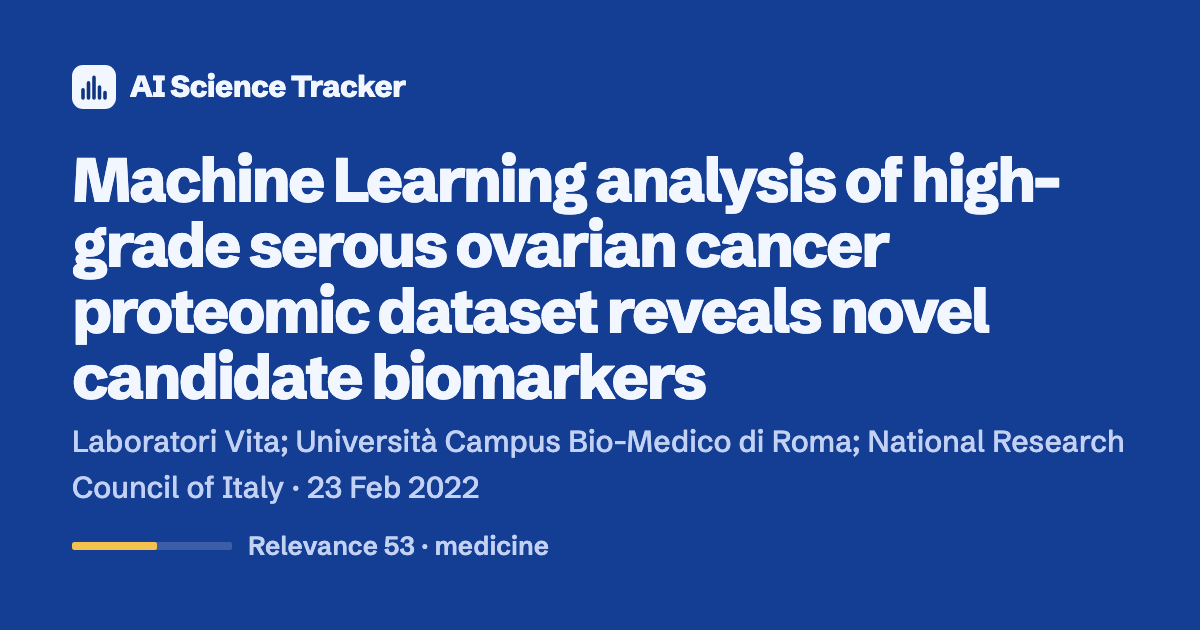 AI Science Tracker
Machine Learning analysis of high-
grade serous ovarian cancer
proteomic dataset reveals novel
candidate biomarkers
Laboratori Vita; Università Campus Bio-Medico di Roma; National Research
Council of Italy · 23 Feb 2022
Relevance 53 · medicine